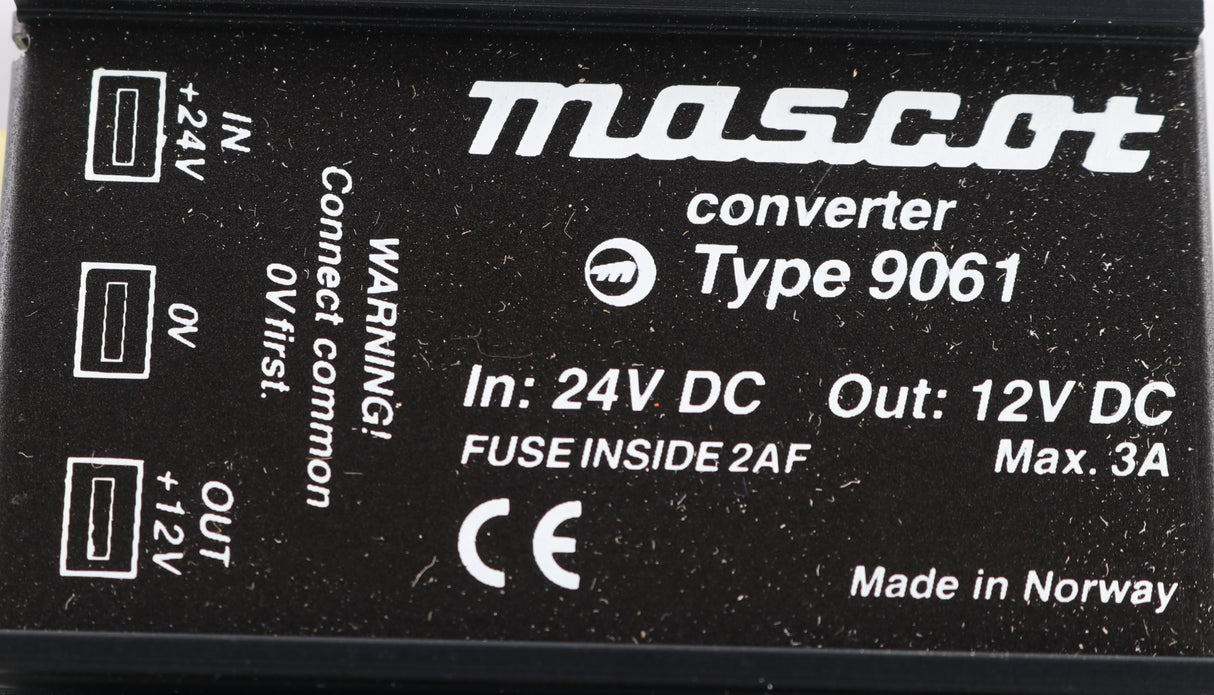 mascot
converter
m Type 9061
In: 24V DC Out: 12V DC
FUSE INSIDE 2AF Max. 3A
CE
Made in Norway
IN
+24V
0V
OUT
+12V
WARNING!
Connect common
0V first.